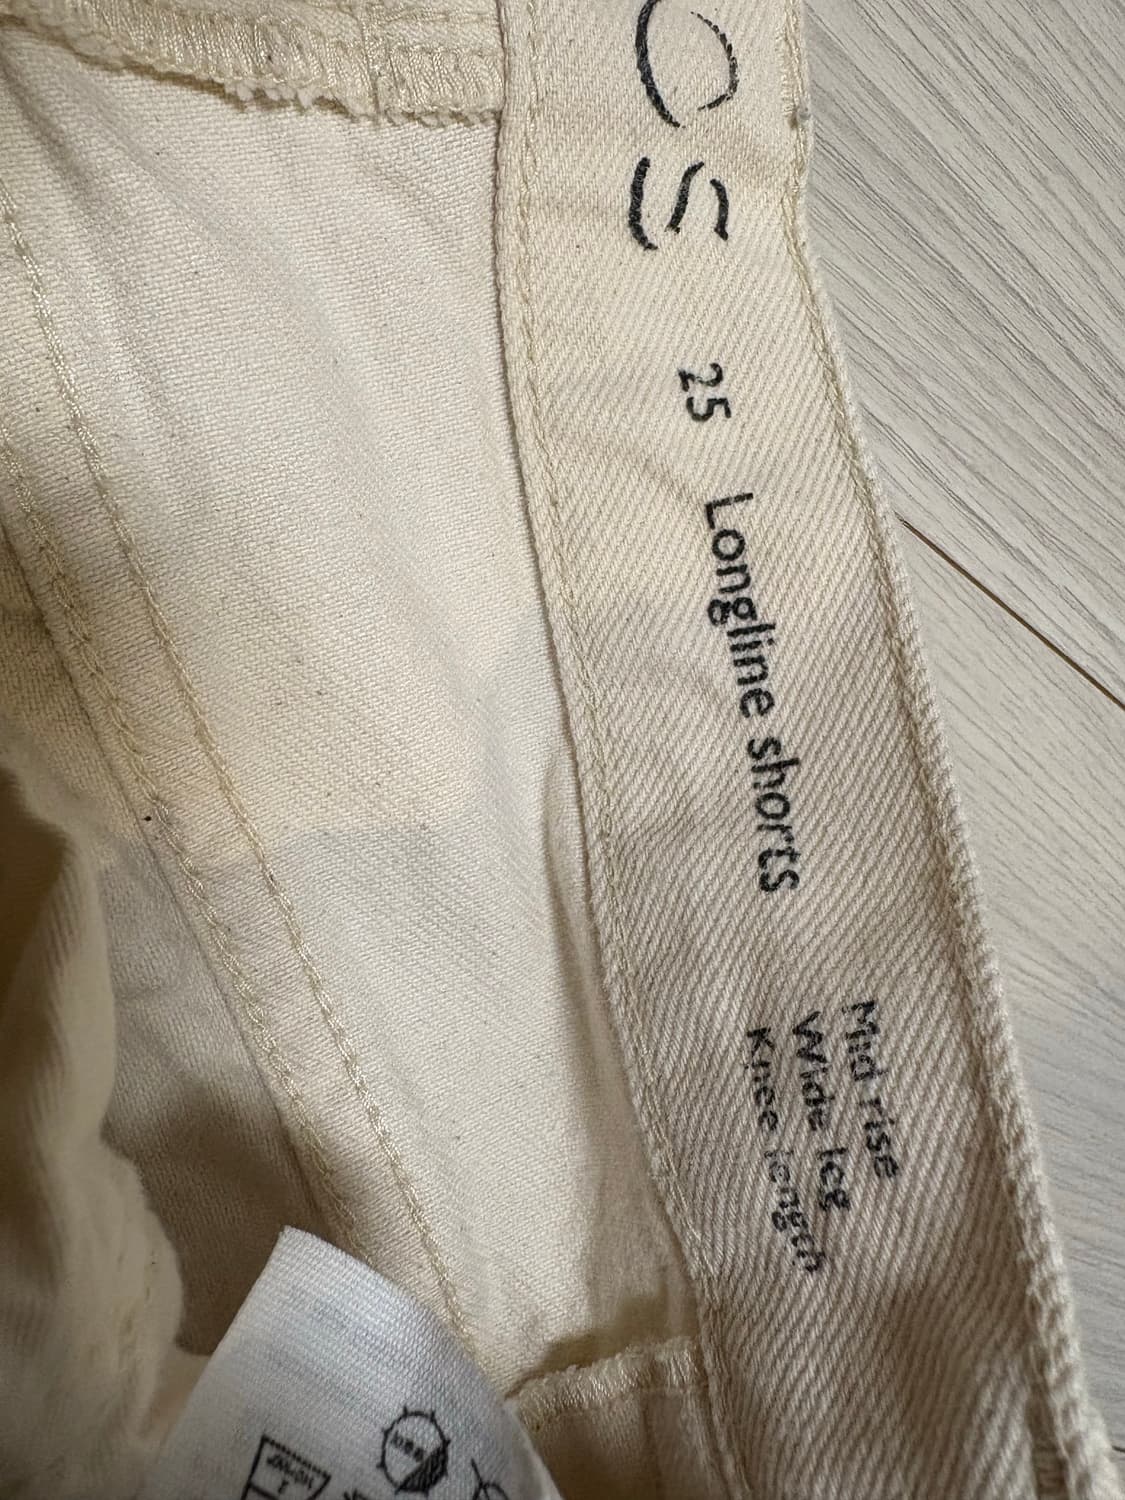 OS
25
Longline shorts
Mid rise
Wide leg
Knee length